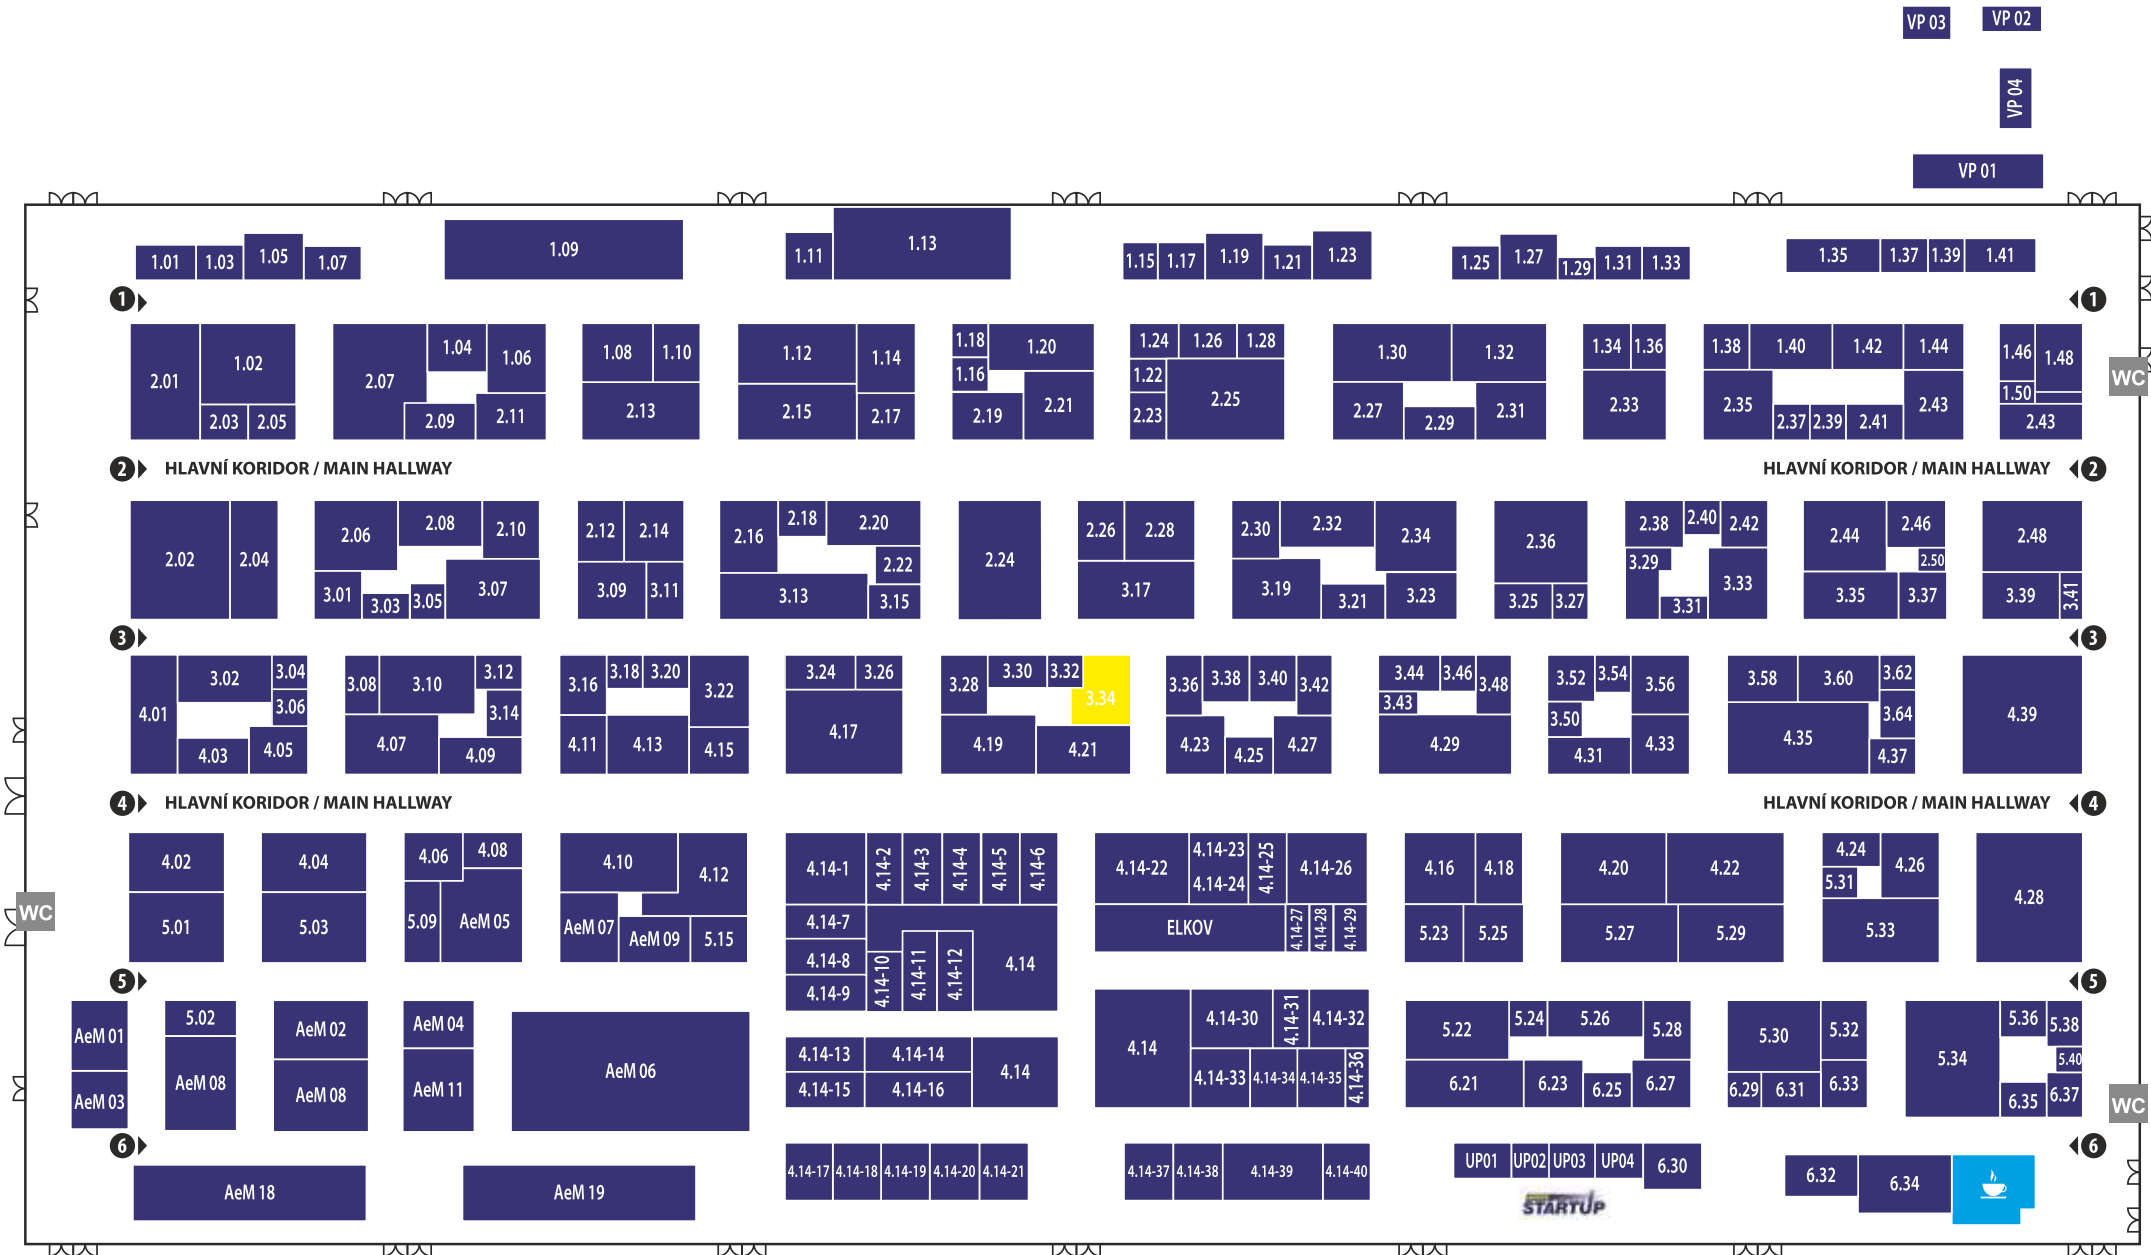 VP 03 VP 02
VP 04
VP 01
1.01 1.03 1.05 1.07 1.09 1.11 1.13 1.15 1.17 1.19 1.21 1.23 1.25 1.27 1.29 1.31 1.33 1.35 1.37 1.39 1.41
1 1
2.01 1.02 2.07 1.04 1.06 1.08 1.10 1.12 1.14 1.18 1.20 1.24 1.26 1.28 1.30 1.32 1.34 1.36 1.38 1.40 1.42 1.44 1.46 1.48
1.16 1.22 WC
2.03 2.05 2.09 2.11 2.13 2.15 2.17 2.19 2.21 2.23 2.25 2.27 2.29 2.31 2.33 2.35 2.37 2.39 2.41 2.43 1.50 2.43
2 HLAVNÍ KORIDOR / MAIN HALLWAY HLAVNÍ KORIDOR / MAIN HALLWAY 2
2.02 2.04 2.06 2.08 2.10 2.12 2.14 2.16 2.18 2.20 2.22 2.24 2.26 2.28 2.30 2.32 2.34 2.36 2.38 2.40 2.42 2.44 2.46 2.50 2.48
3.01 3.03 3.05 3.07 3.09 3.11 3.13 3.15 3.17 3.19 3.21 3.23 3.25 3.27 3.29 3.31 3.33 3.35 3.37 3.39 3.41
3 3
4.01 3.02 3.04 3.06 3.08 3.10 3.12 3.14 3.16 3.18 3.20 3.22 3.24 3.26 3.28 3.30 3.32 3.34 3.36 3.38 3.40 3.42 3.44 3.46 3.48 3.43 3.52 3.54 3.56 3.50 3.58 3.60 3.62 3.64 4.39
4.03 4.05 4.07 4.09 4.11 4.13 4.15 4.17 4.19 4.21 4.23 4.25 4.27 4.29 4.31 4.33 4.35 4.37
4 HLAVNÍ KORIDOR / MAIN HALLWAY HLAVNÍ KORIDOR / MAIN HALLWAY 4
4.02 4.04 4.06 4.08 4.10 4.12 4.14-1 4.14-2 4.14-3 4.14-4 4.14-5 4.14-6 4.14-22 4.14-23 4.14-24 4.14-25 4.14-26 4.16 4.18 4.20 4.22 4.24 4.26 4.28
WC 5.01 5.03 5.09 AeM 05 AeM 07 AeM 09 5.15 4.14-7 ELKOV 4.14-27 4.14-28 4.14-29 5.23 5.25 5.27 5.29 5.31 5.33
4.14-8 4.14-9 4.14-10 4.14-11 4.14-12 4.14
5 5
AeM 01 5.02 AeM 02 AeM 04 AeM 06 4.14 4.14-30 4.14-31 4.14-32 5.22 5.24 5.26 5.28 5.30 5.32 5.34 5.36 5.38 5.40
AeM 03 AeM 08 AeM 08 AeM 11 4.14-13 4.14-14 4.14 4.14-33 4.14-34 4.14-35 4.14-36 6.21 6.23 6.25 6.27 6.29 6.31 6.33 6.35 6.37 WC
4.14-15 4.14-16
6 6
AeM 18 AeM 19 4.14-17 4.14-18 4.14-19 4.14-20 4.14-21 4.14-37 4.14-38 4.14-39 4.14-40 UP01 UP02 UP03 UP04 6.30 6.32 6.34
STARTUP